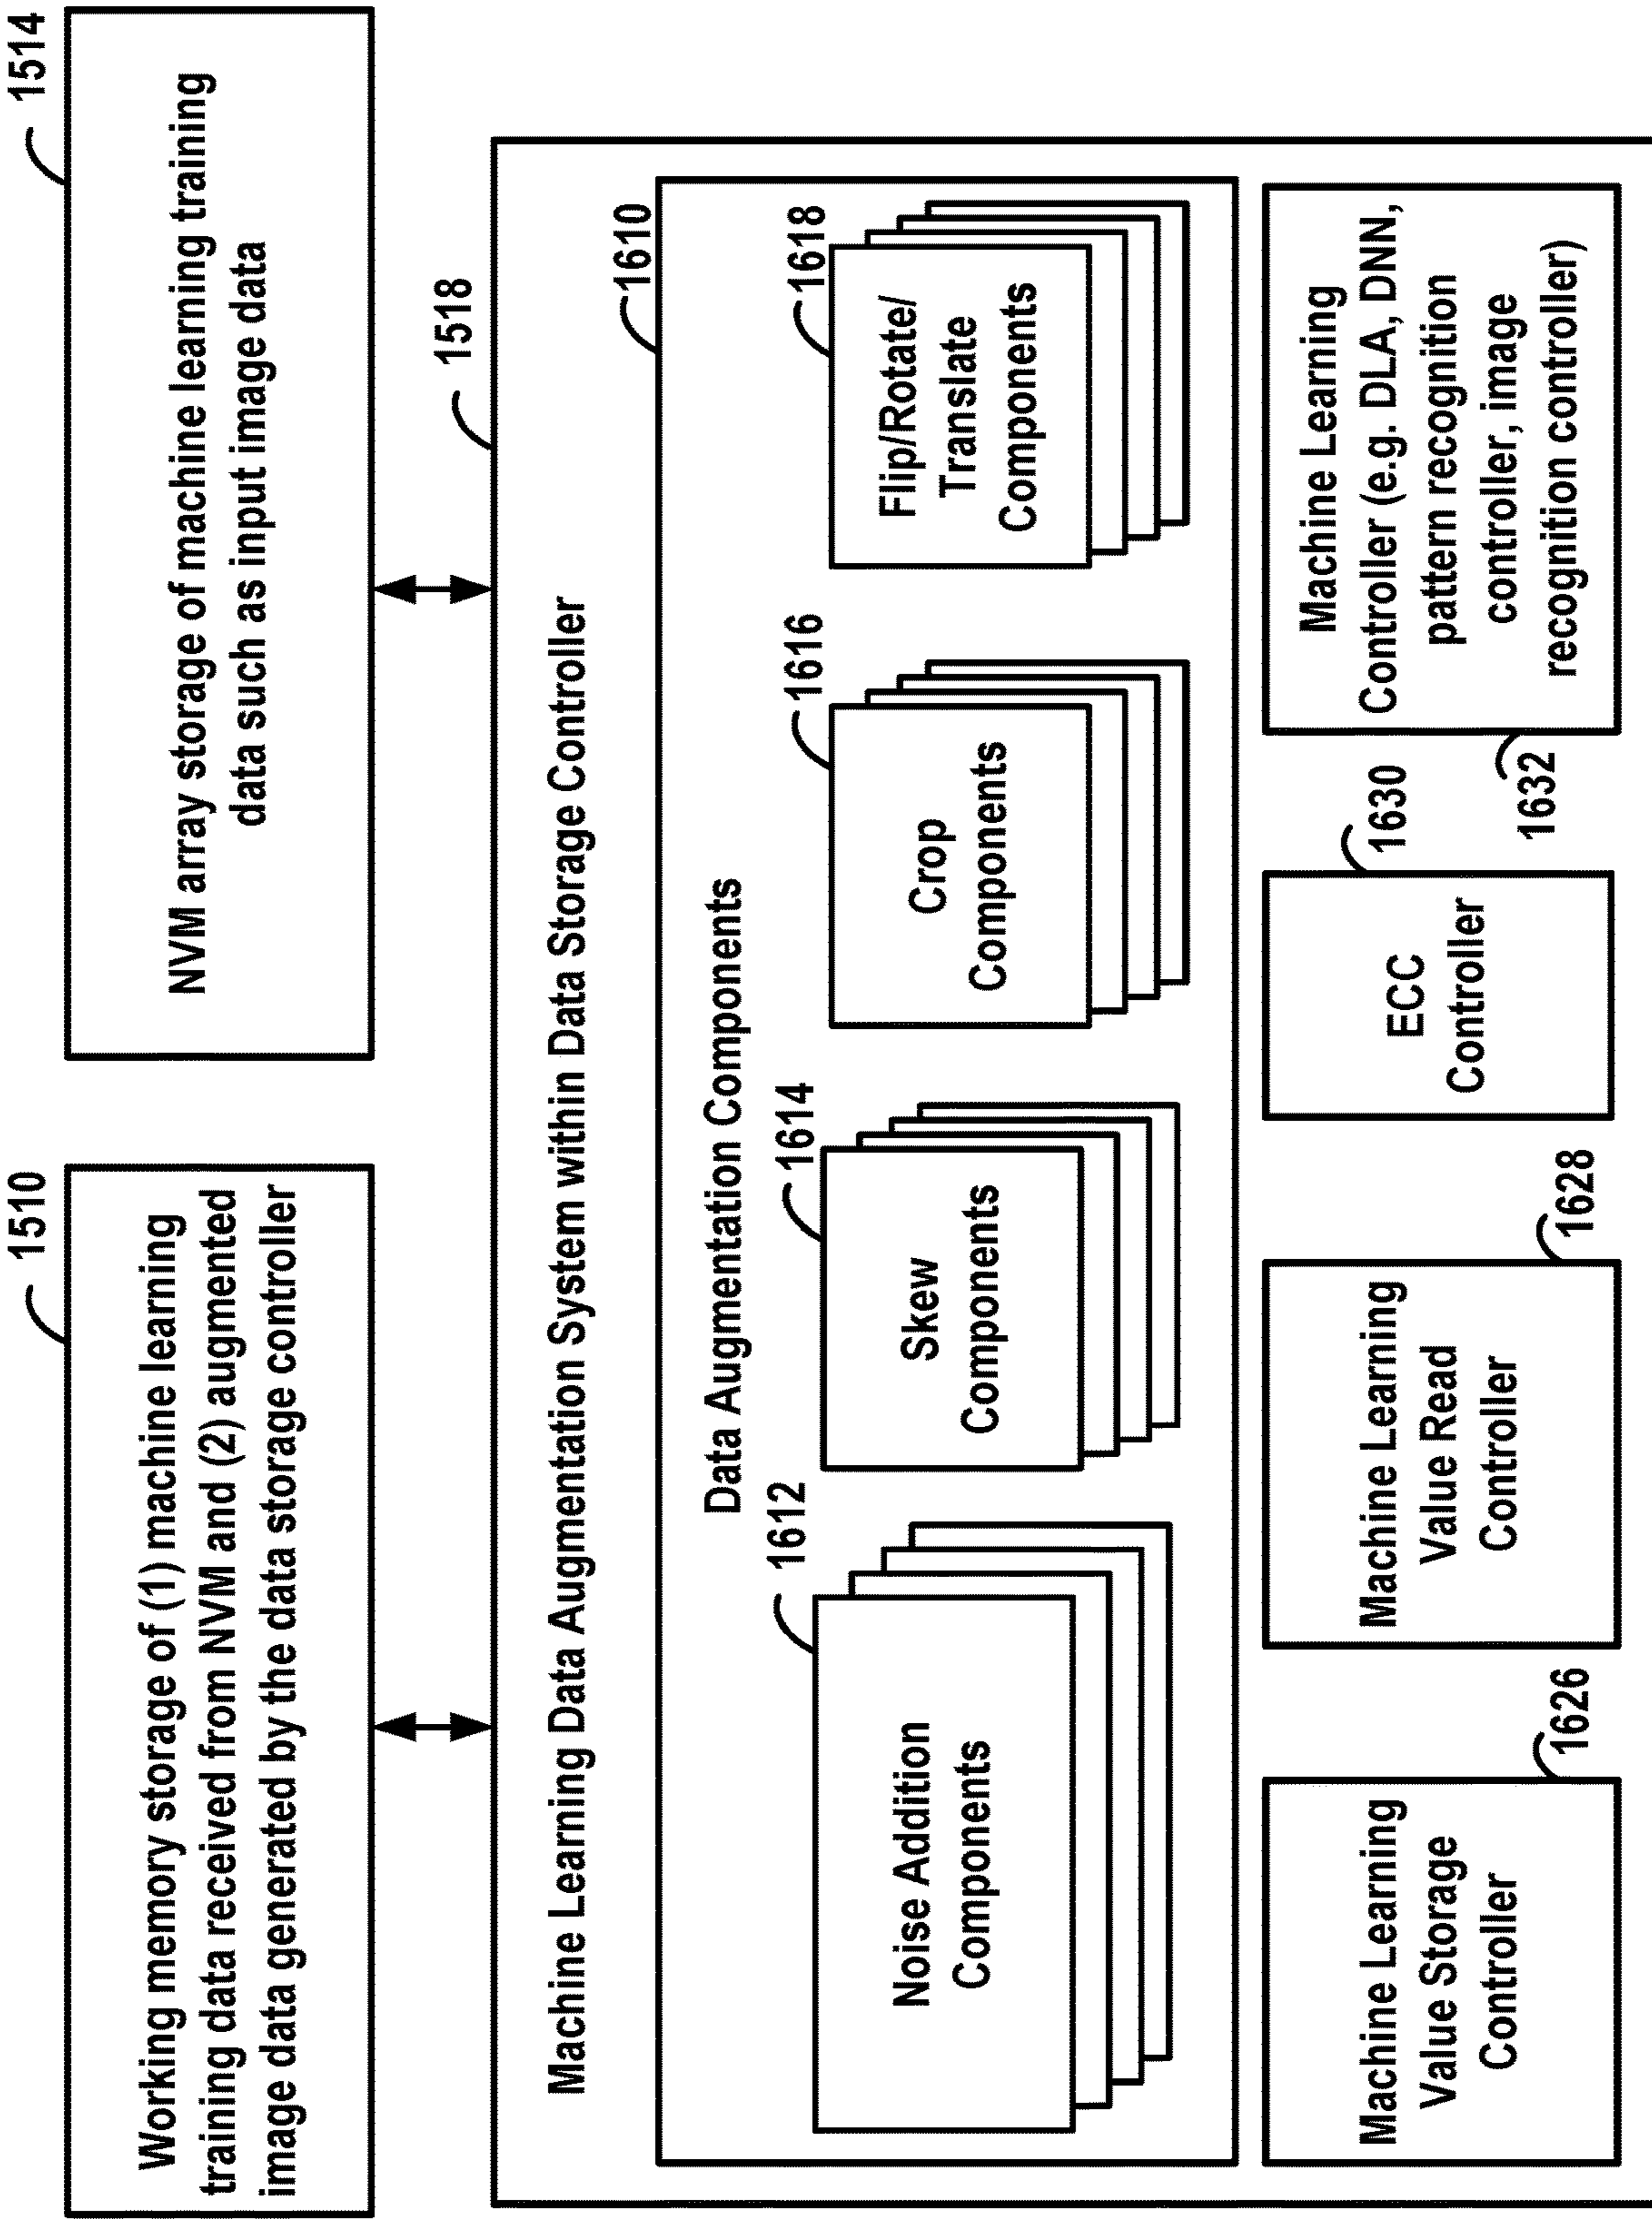 1510
Working memory storage of (1) machine learning
training data received from NVM and (2) augmented
image data generated by the data storage controller
1514
NVM array storage of machine learning training
data such as input image data
1518
Machine Learning Data Augmentation System within Data Storage Controller
1610
Data Augmentation Components
1612
Noise Addition
Components
1614
Skew
Components
1616
Crop
Components
1618
Flip/Rotate/
Translate
Components
Machine Learning
Value Storage
Controller
1626
Machine Learning
Value Read
Controller
1628
ECC
Controller
1630
Machine Learning
Controller (e.g. DLA, DNN,
pattern recognition
controller, image
recognition controller)
1632